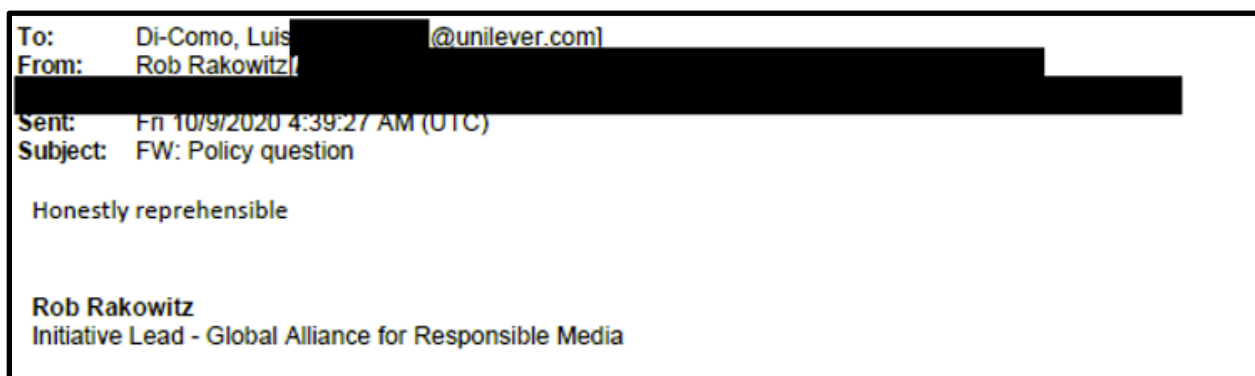 To: Di-Como, Luis @unilever.com]
From: Rob Rakowitz[
Sent: Fri 10/9/2020 4:39:27 AM (UTC)
Subject: FW: Policy question
Honestly reprehensible
Rob Rakowitz
Initiative Lead - Global Alliance for Responsible Media